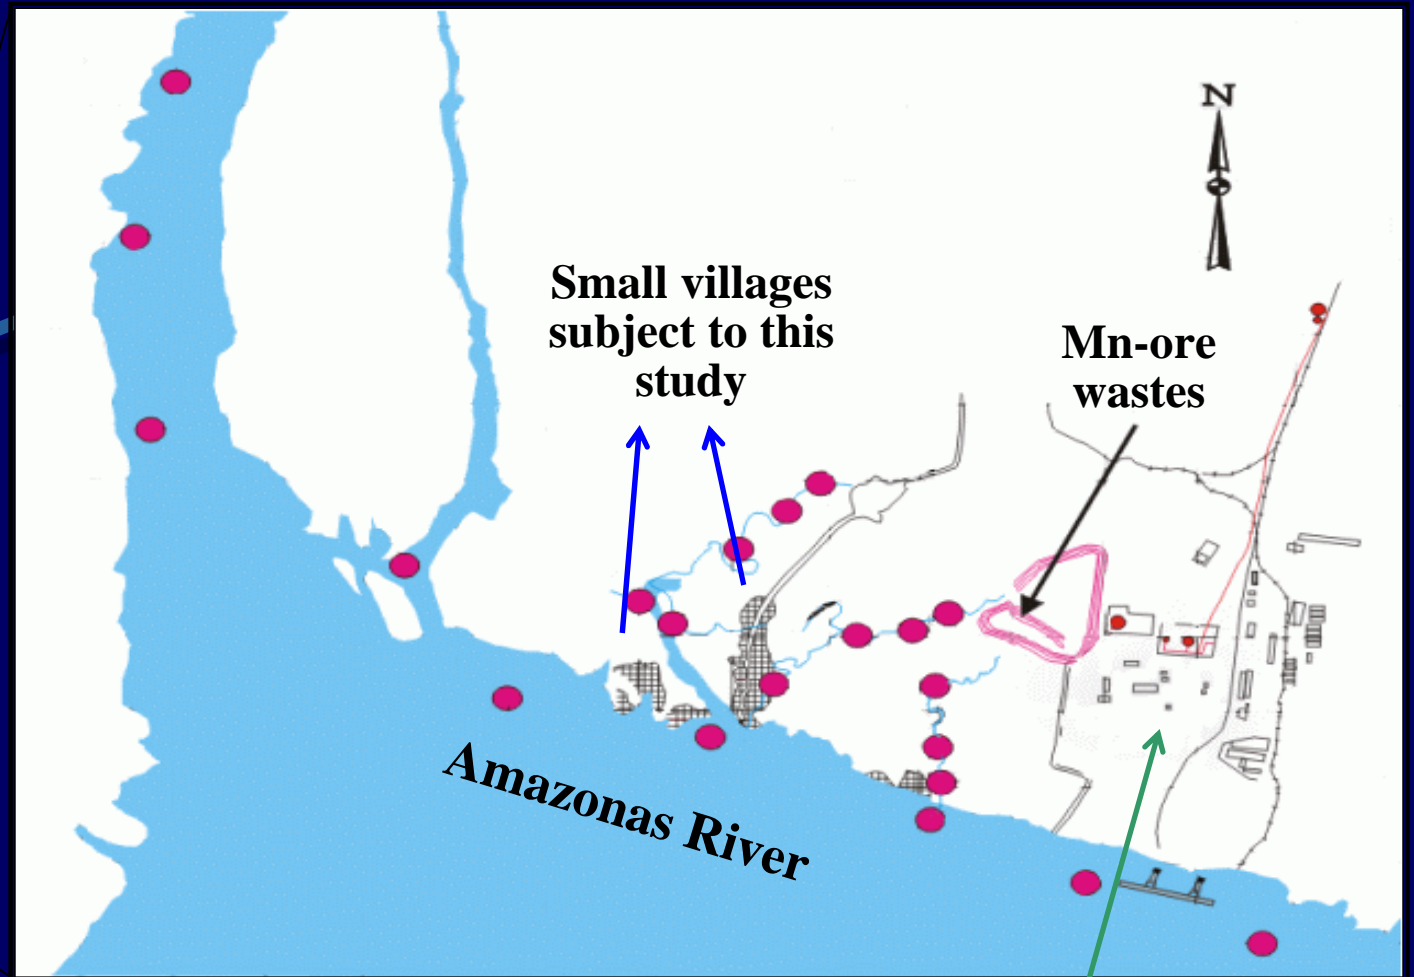 N
Small villages
subject to this
study
Mn-ore
wastes
Amazonas River